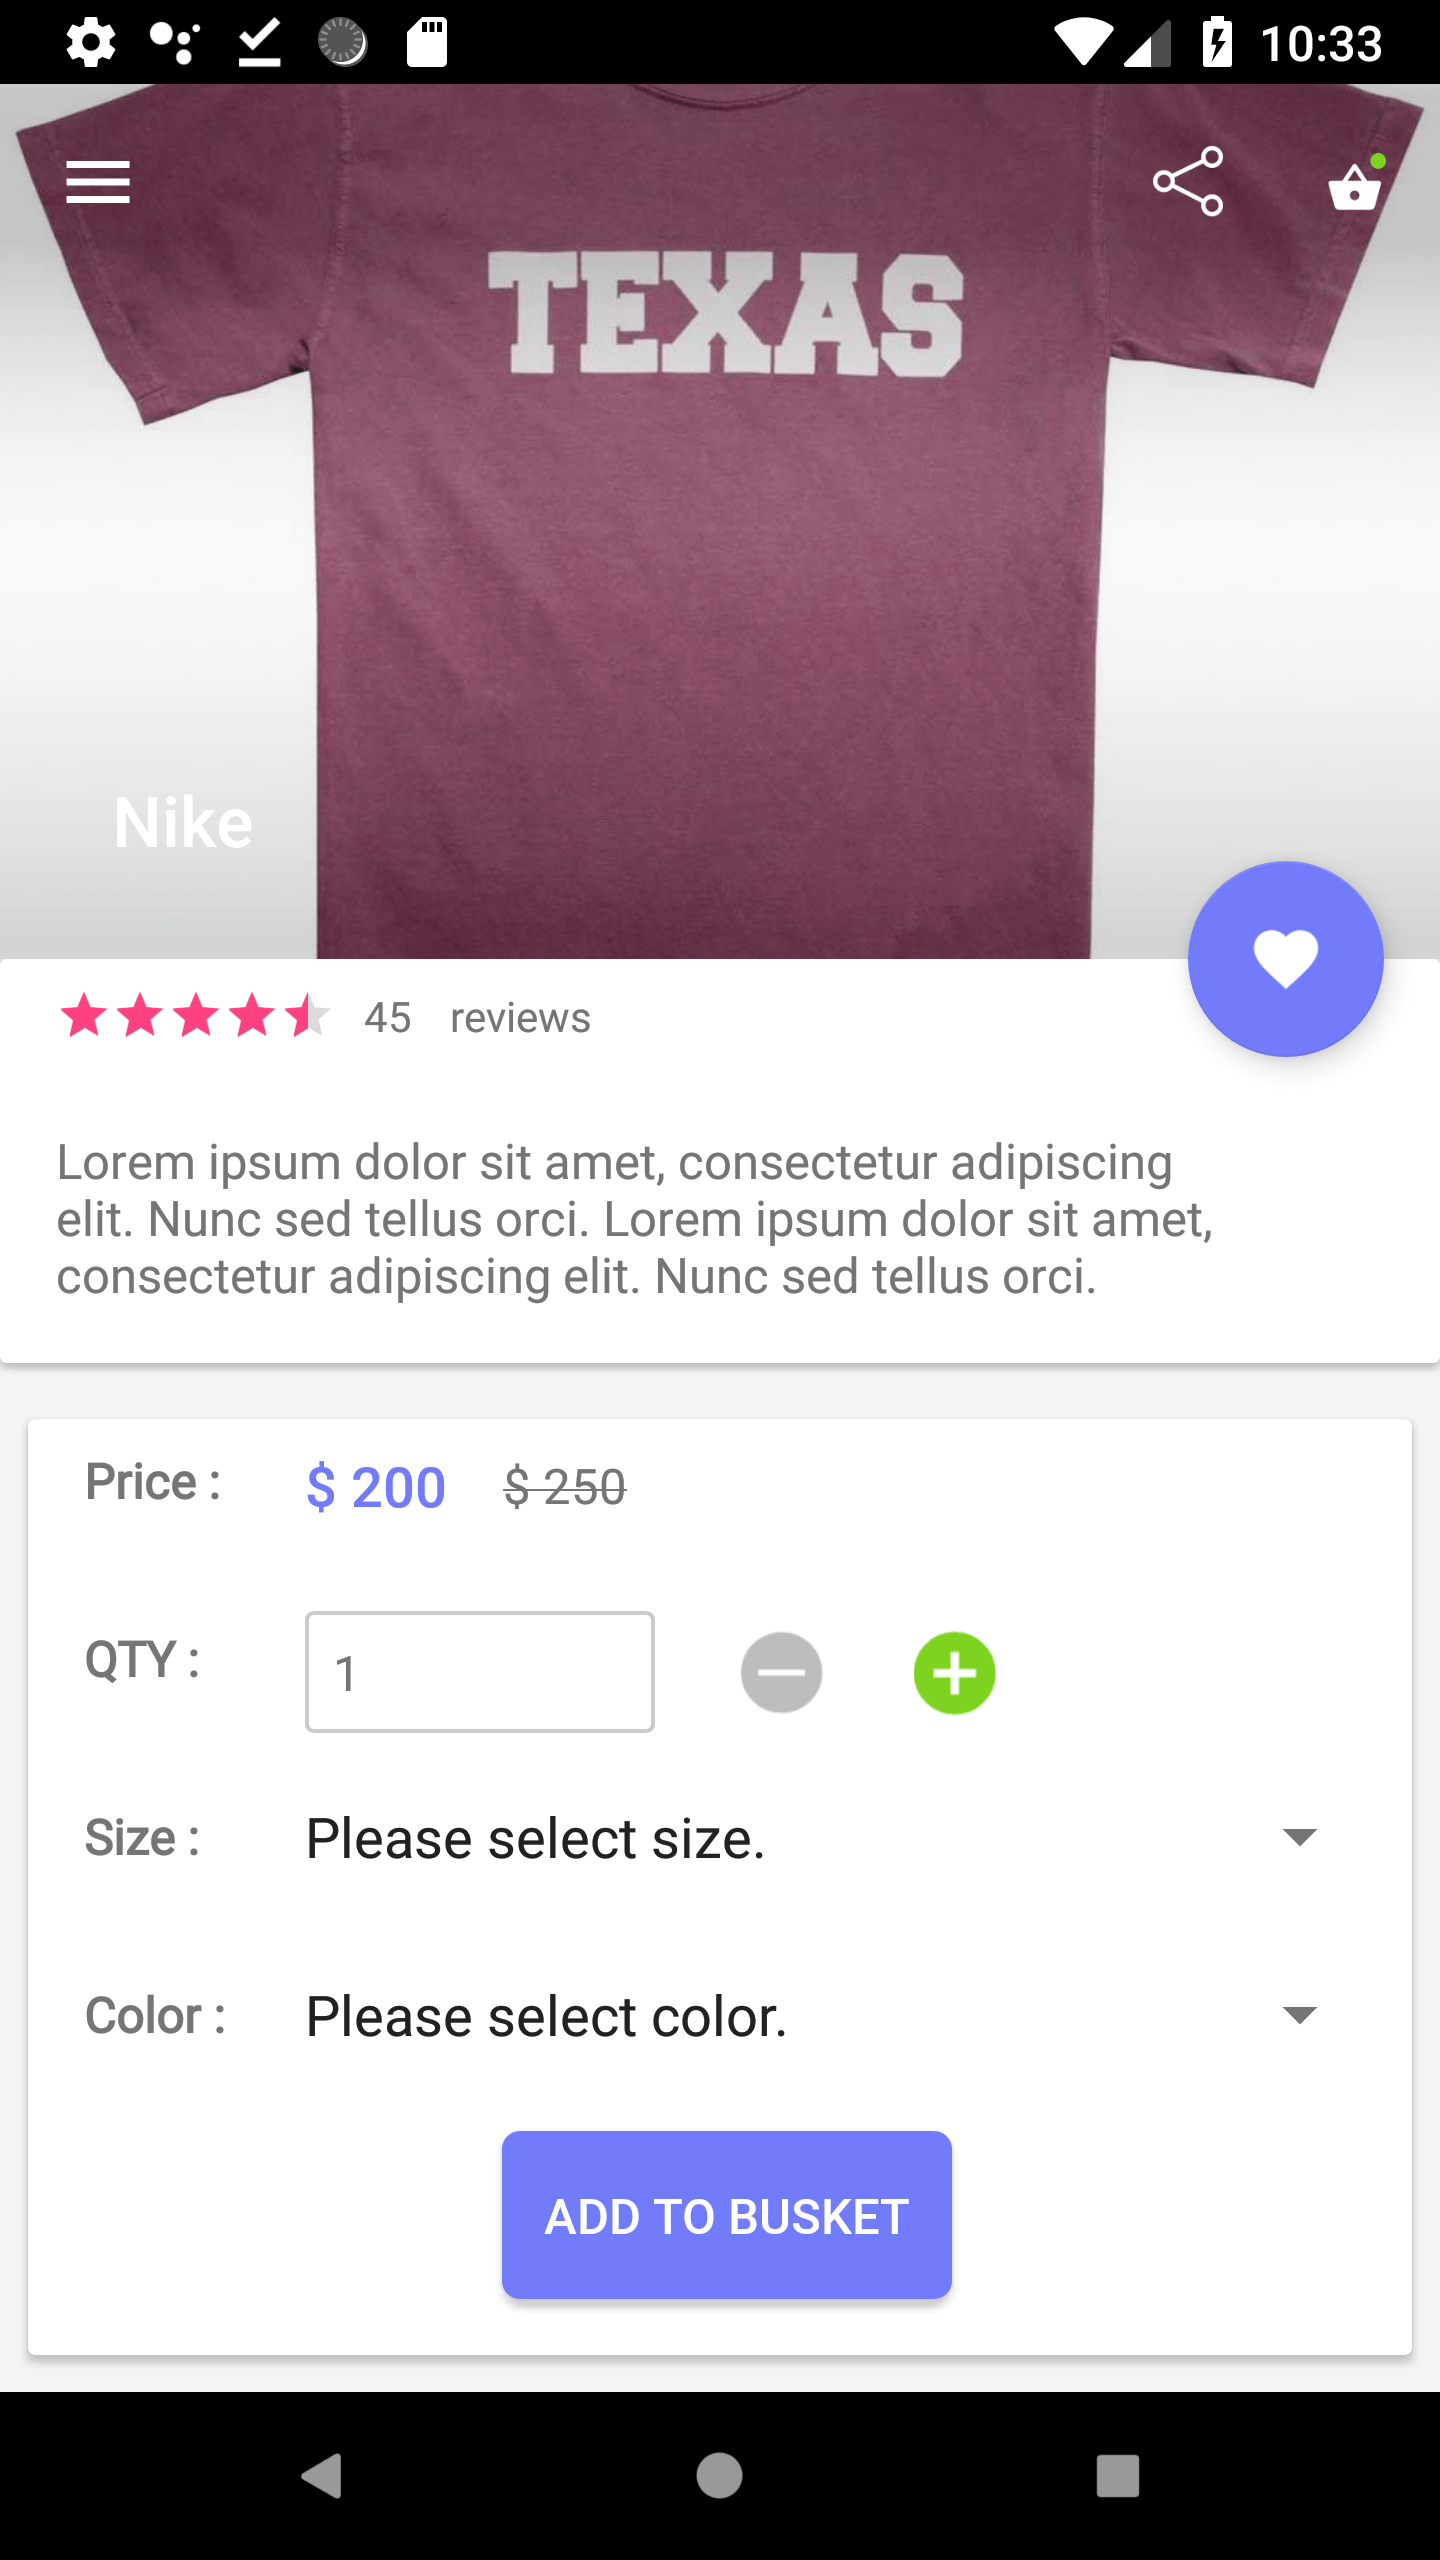 10:33
TEXAS
Nike
45 reviews
Lorem ipsum dolor sit amet, consectetur adipiscing
elit. Nunc sed tellus orci. Lorem ipsum dolor sit amet,
consectetur adipiscing elit. Nunc sed tellus orci.
Price : $ 200 $ 250
QTY : 1
Size : Please select size.
Color : Please select color.
ADD TO BUSKET